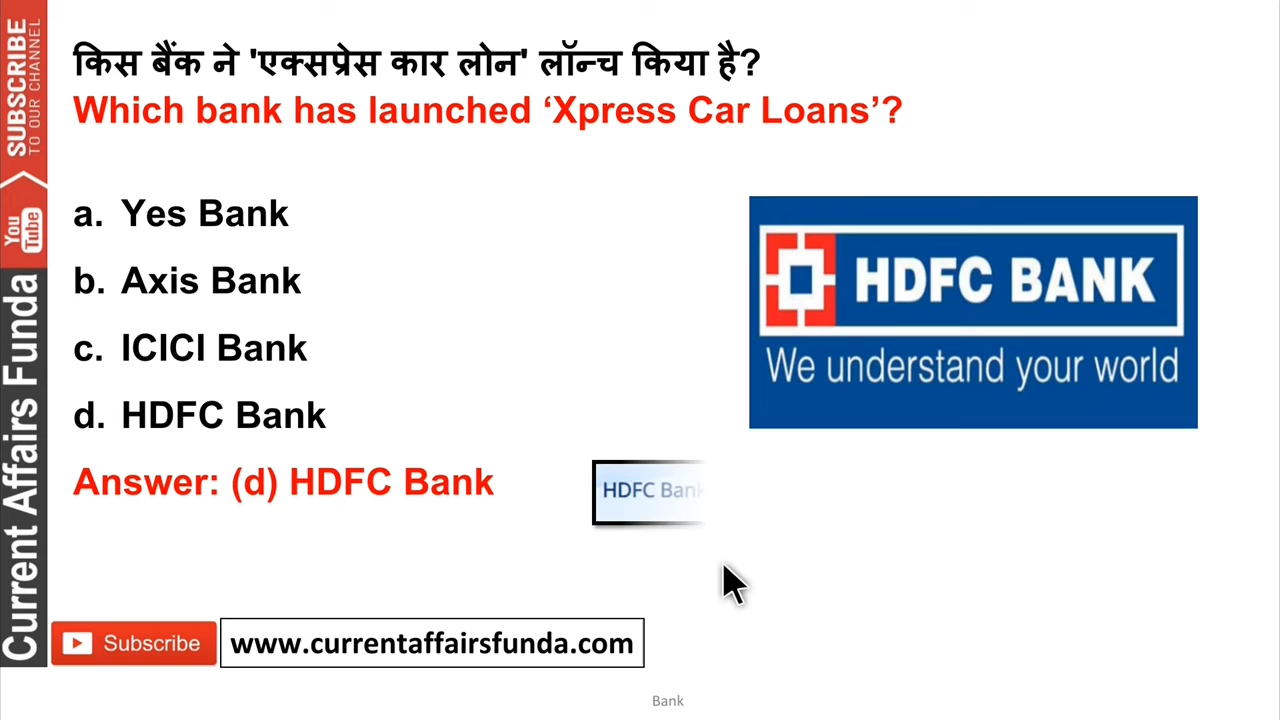 किस बैंक ने 'एक्सप्रेस कार लोन' लॉन्च किया है?
Which bank has launched ‘Xpress Car Loans’?
a. Yes Bank
b. Axis Bank
c. ICICI Bank
d. HDFC Bank
Answer: (d) HDFC Bank
HDFC BANK
We understand your world
HDFC Bank
SUBSCRIBE
TO OUR CHANNEL
You
Tube
Current Affairs Funda
Subscribe
www.currentaffairsfunda.com
Bank